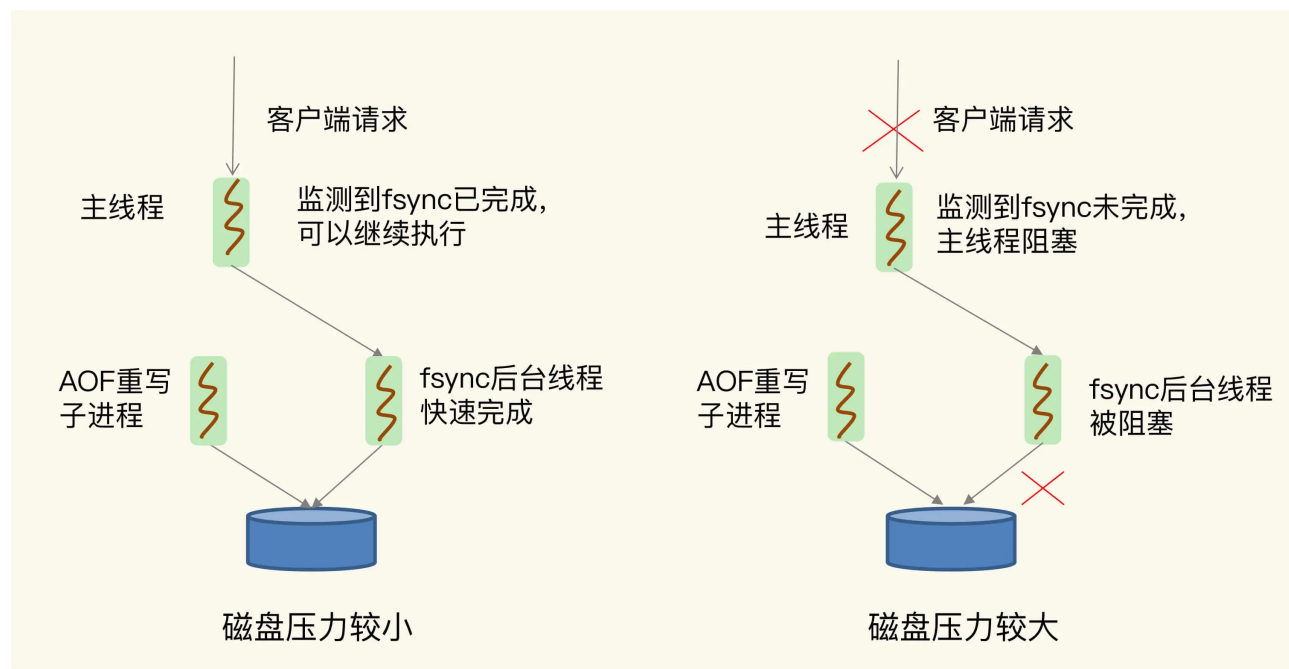 客户端请求
主线程
监测到fsync已完成,
可以继续执行
AOF重写
子进程
fsync后台线程
快速完成
磁盘压力较小
客户端请求
主线程
监测到fsync未完成,
主线程阻塞
AOF重写
子进程
fsync后台线程
被阻塞
磁盘压力较大